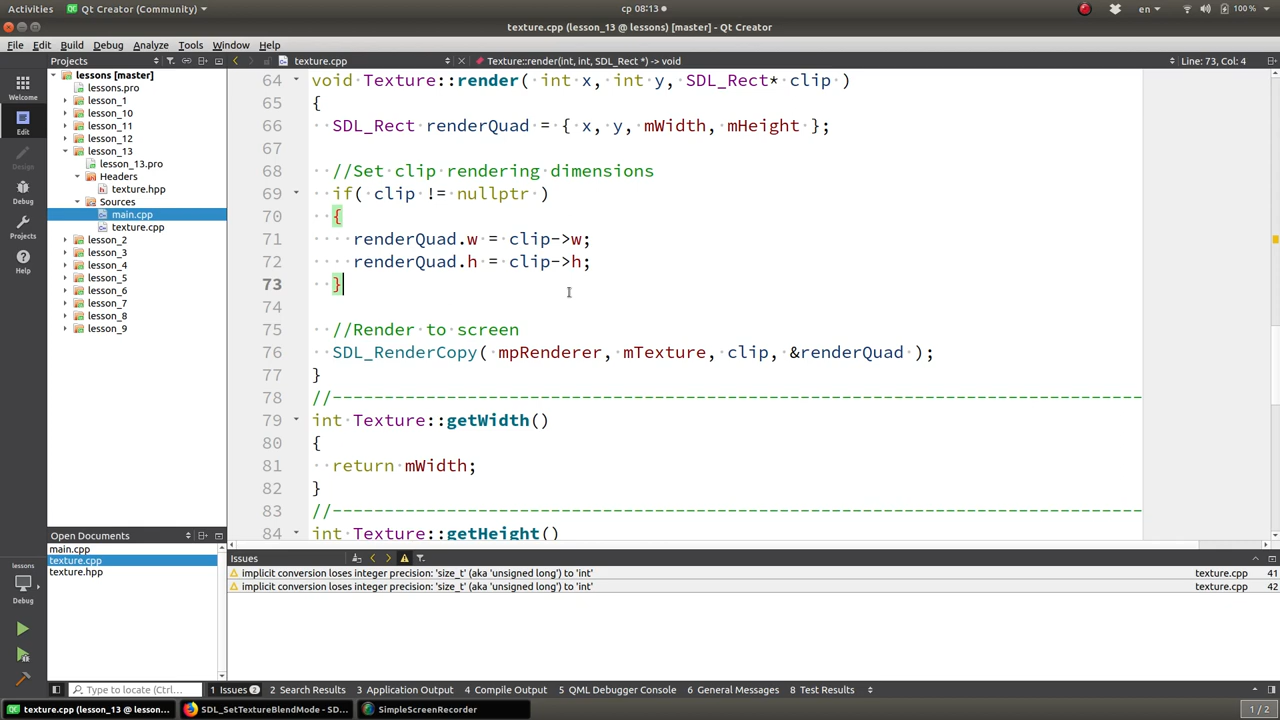 Activities Qt Creator (Community) ср 08:13 en 100 %
texture.cpp (lesson_13 @ lessons) [master] - Qt Creator
File Edit Build Debug Analyze Tools Window Help
Projects texture.cpp Texture::render(int, int, SDL_Rect *) -> void Line: 73, Col: 4
Welcome
Edit
Design
Debug
Projects
Help
lessons
Debug
lessons [master]
lessons.pro
lesson_1
lesson_10
lesson_11
lesson_12
lesson_13
lesson_13.pro
Headers
texture.hpp
Sources
main.cpp
texture.cpp
lesson_2
lesson_3
lesson_4
lesson_5
lesson_6
lesson_7
lesson_8
lesson_9
Open Documents
main.cpp
texture.cpp
texture.hpp
64 void Texture::render( int x, int y, SDL_Rect* clip )
65 {
66 SDL_Rect renderQuad = { x, y, mWidth, mHeight };
67
68 //Set clip rendering dimensions
69 if( clip != nullptr )
70 {
71 renderQuad.w = clip->w;
72 renderQuad.h = clip->h;
73 }
74
75 //Render to screen
76 SDL_RenderCopy( mpRenderer, mTexture, clip, &renderQuad );
77 }
78 //------------------------------------------------------------------------------
79 int Texture::getWidth()
80 {
81 return mWidth;
82 }
83 //------------------------------------------------------------------------------
84 int Texture::getHeight()
Issues
implicit conversion loses integer precision: 'size_t' (aka 'unsigned long') to 'int' texture.cpp 41
implicit conversion loses integer precision: 'size_t' (aka 'unsigned long') to 'int' texture.cpp 42
Type to locate (Ctrl... 1 Issues 2 2 Search Results 3 Application Output 4 Compile Output 5 QML Debugger Console 6 General Messages 8 Test Results
texture.cpp (lesson_13 @ lesson... SDL_SetTextureBlendMode - SD... SimpleScreenRecorder 1 / 2